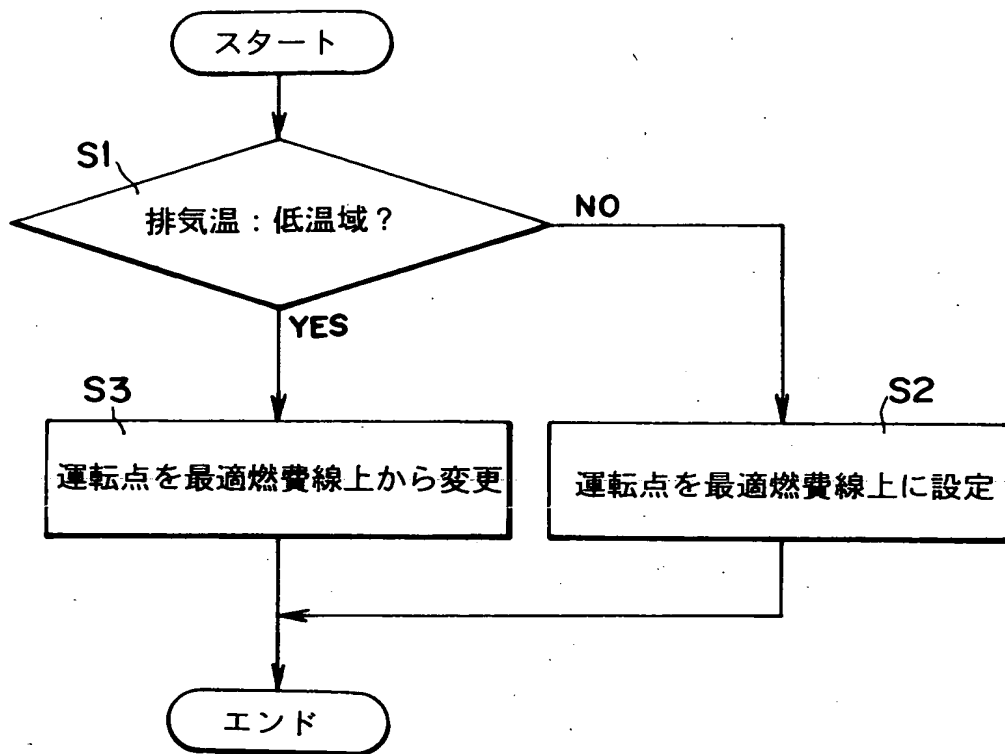 スタート
S1
排気温：低温域？
NO
YES
S3
運転点を最適燃費線上から変更
S2
運転点を最適燃費線上に設定
エンド